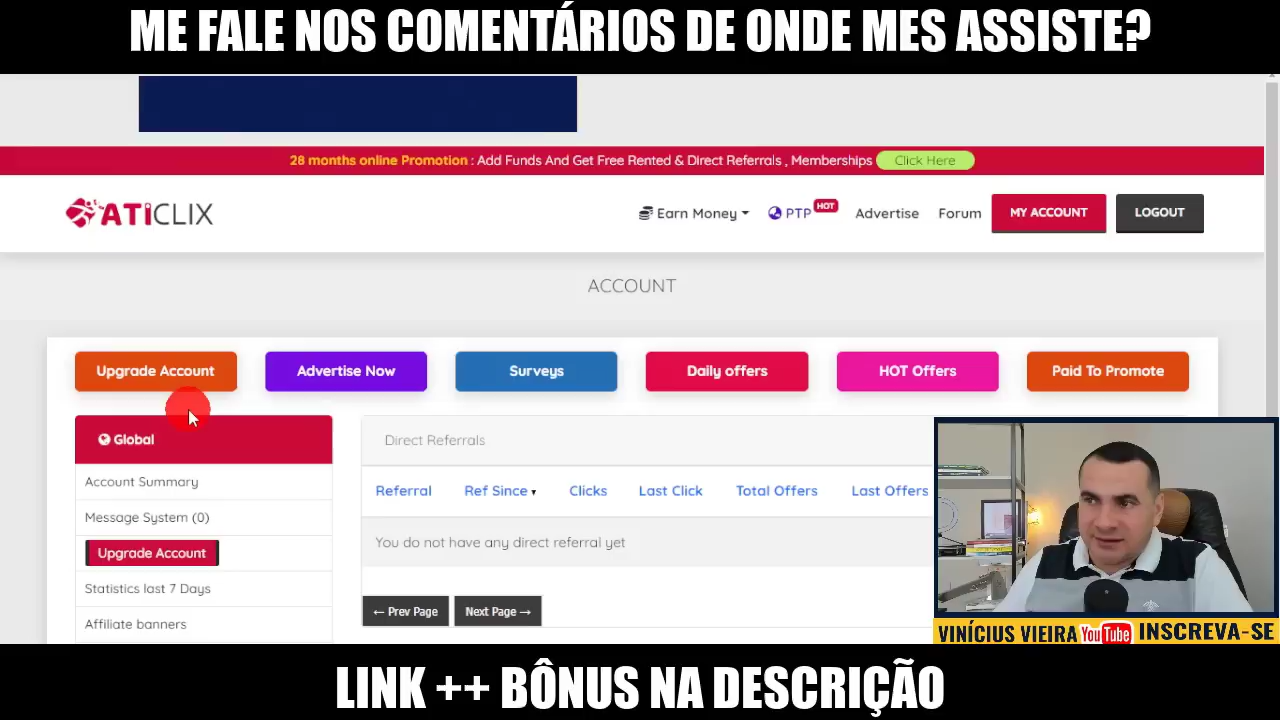 ME FALE NOS COMENTÁRIOS DE ONDE MES ASSISTE?
28 months online Promotion : Add Funds And Get Free Rented & Direct Referrals , Memberships Click Here
ATiCLIX
Earn Money PTP HOT Advertise Forum MY ACCOUNT LOGOUT
ACCOUNT
Upgrade Account Advertise Now Surveys Daily offers HOT Offers Paid To Promote
Global
Account Summary
Message System (0)
Upgrade Account
Statistics last 7 Days
Affiliate banners
Direct Referrals
Referral Ref Since Clicks Last Click Total Offers Last Offers
You do not have any direct referral yet
← Prev Page Next Page →
VINÍCIUS VIEIRA YouTube INSCREVA-SE
LINK ++ BÔNUS NA DESCRIÇÃO